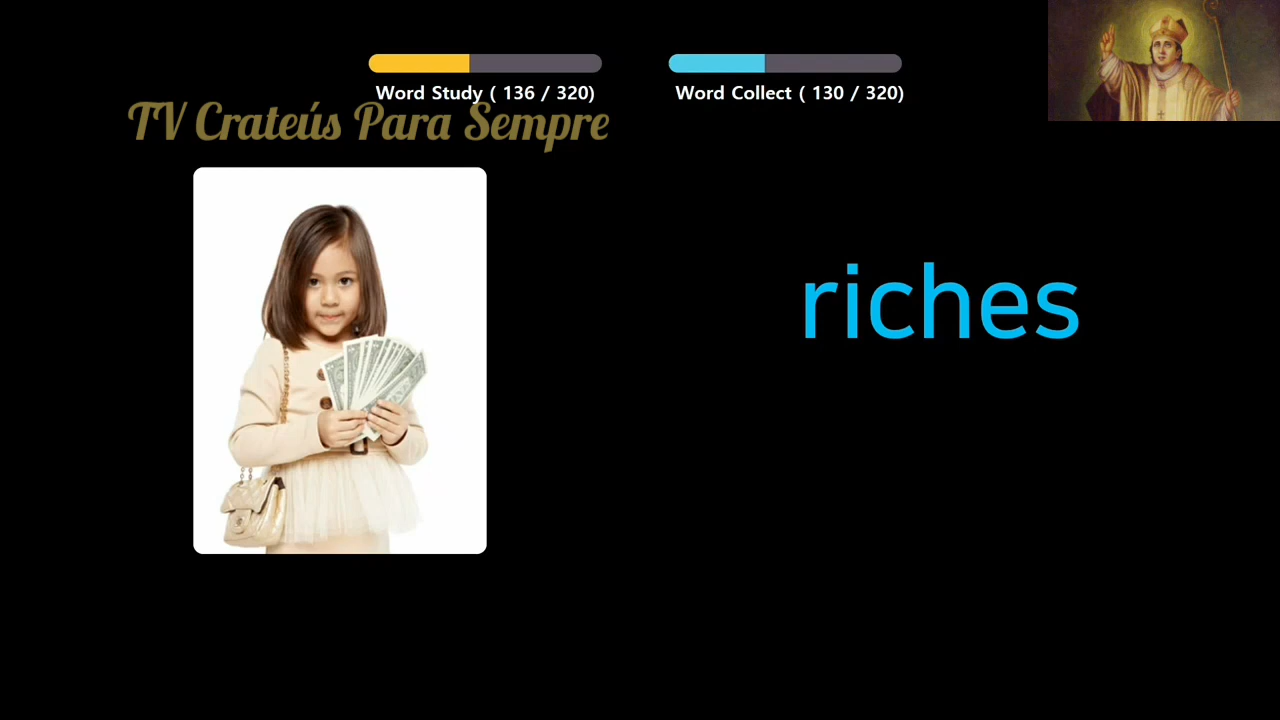 Word Study ( 136 / 320)
Word Collect ( 130 / 320)
TV Crateús Para Sempre
riches